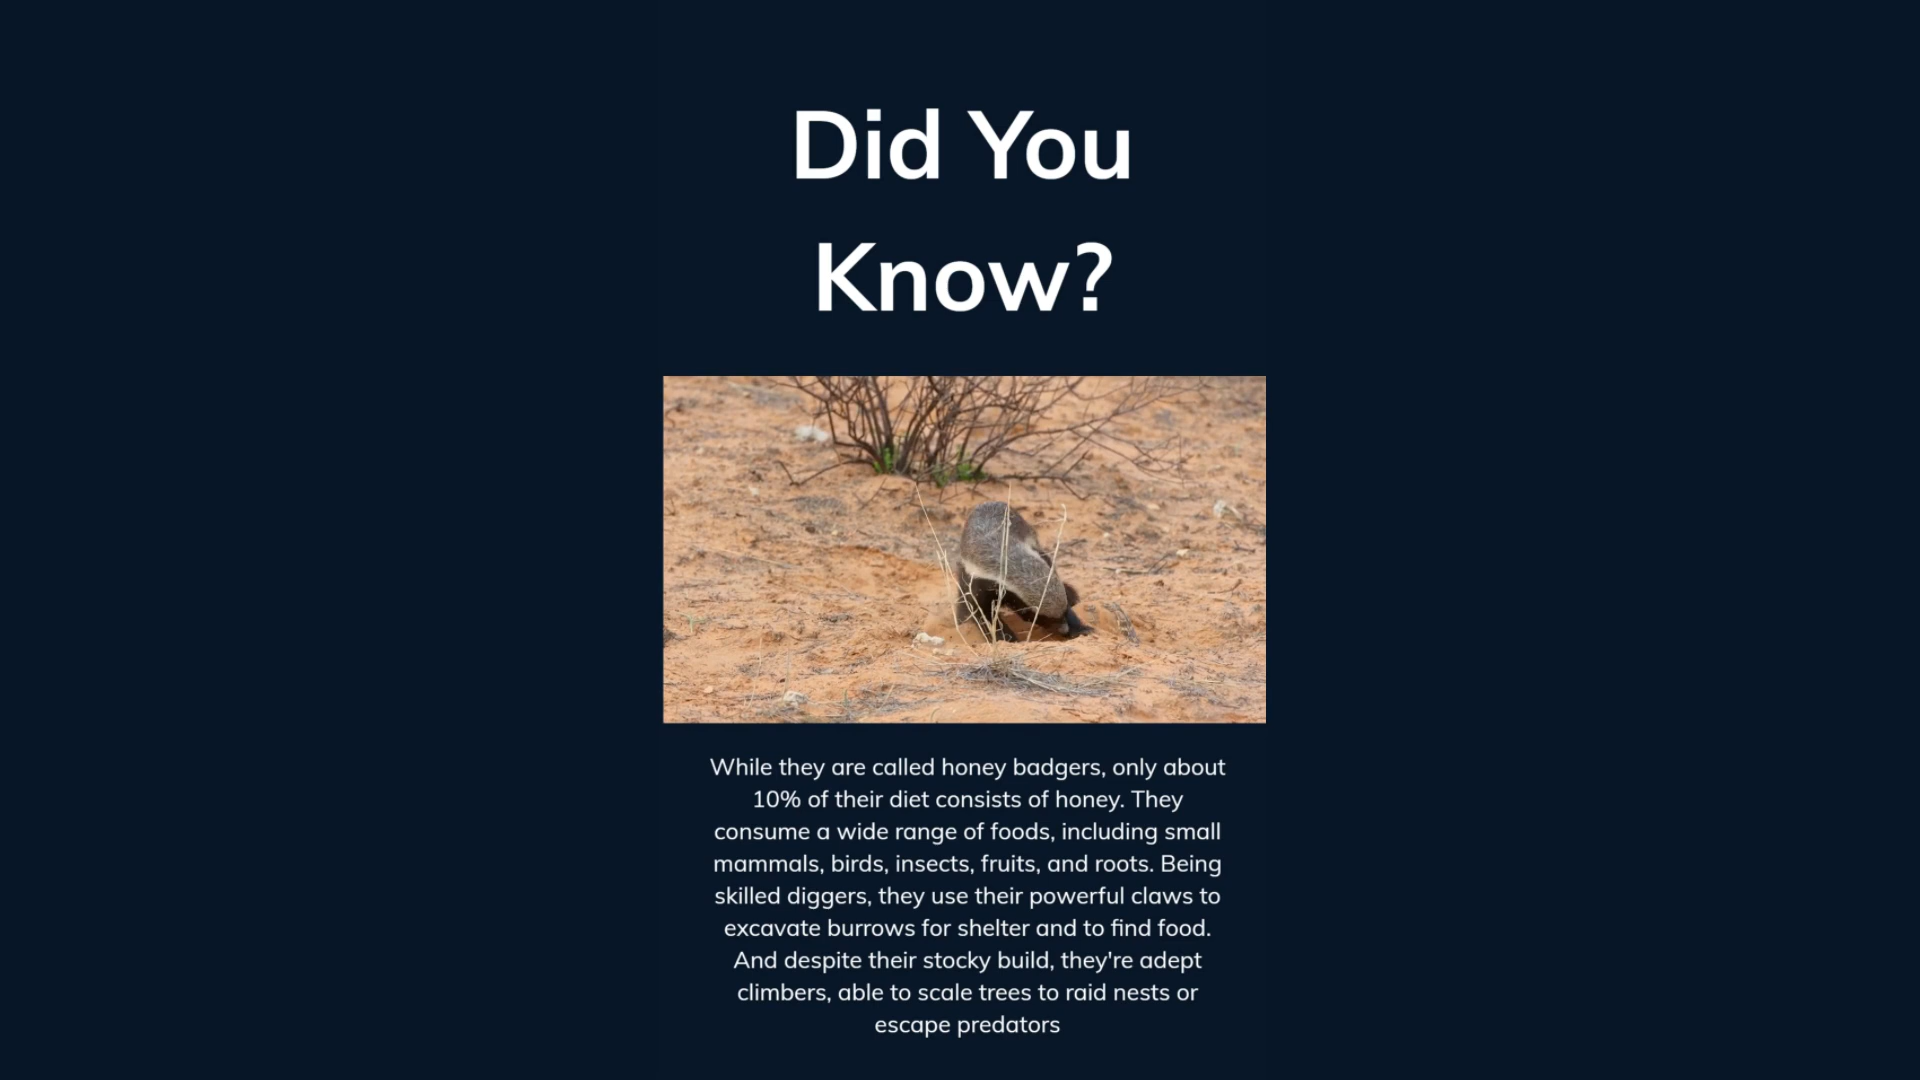 Did You
Know?
While they are called honey badgers, only about
10% of their diet consists of honey. They
consume a wide range of foods, including small
mammals, birds, insects, fruits, and roots. Being
skilled diggers, they use their powerful claws to
excavate burrows for shelter and to find food.
And despite their stocky build, they're adept
climbers, able to scale trees to raid nests or
escape predators